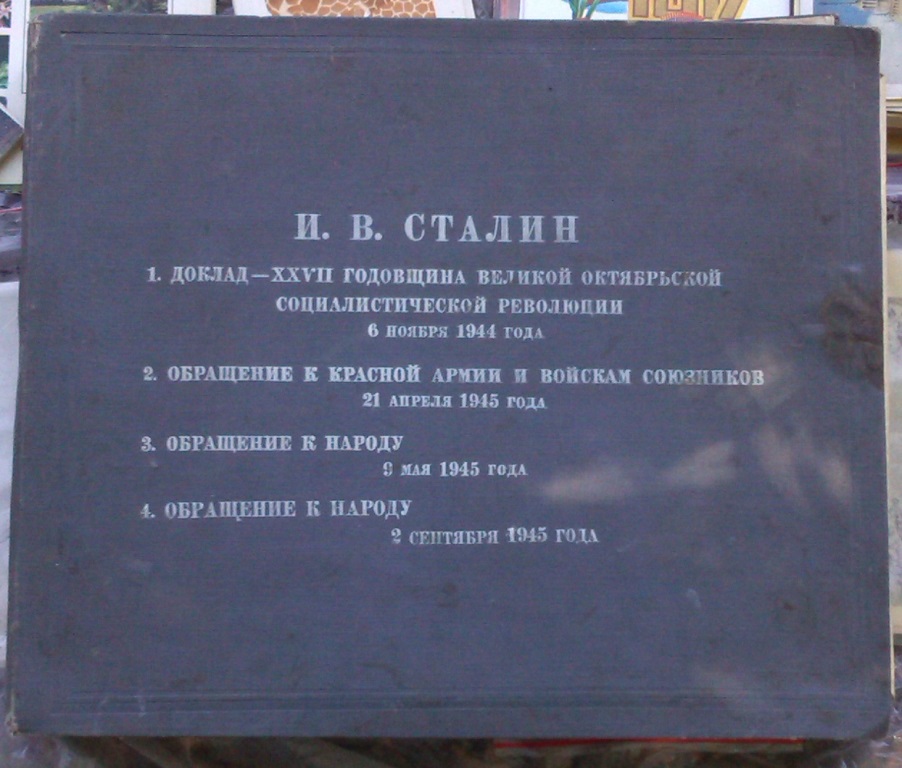 И. В. СТАЛИН
1. ДОКЛАД—XXVII ГОДОВЩИНА ВЕЛИКОЙ ОКТЯБРЬСКОЙ
СОЦИАЛИСТИЧЕСКОЙ РЕВОЛЮЦИИ
6 НОЯБРЯ 1944 ГОДА
2. ОБРАЩЕНИЕ К КРАСНОЙ АРМИИ И ВОЙСКАМ СОЮЗНИКОВ
21 АПРЕЛЯ 1945 ГОДА
3. ОБРАЩЕНИЕ К НАРОДУ
9 МАЯ 1945 ГОДА
4. ОБРАЩЕНИЕ К НАРОДУ
2 СЕНТЯБРЯ 1945 ГОДА